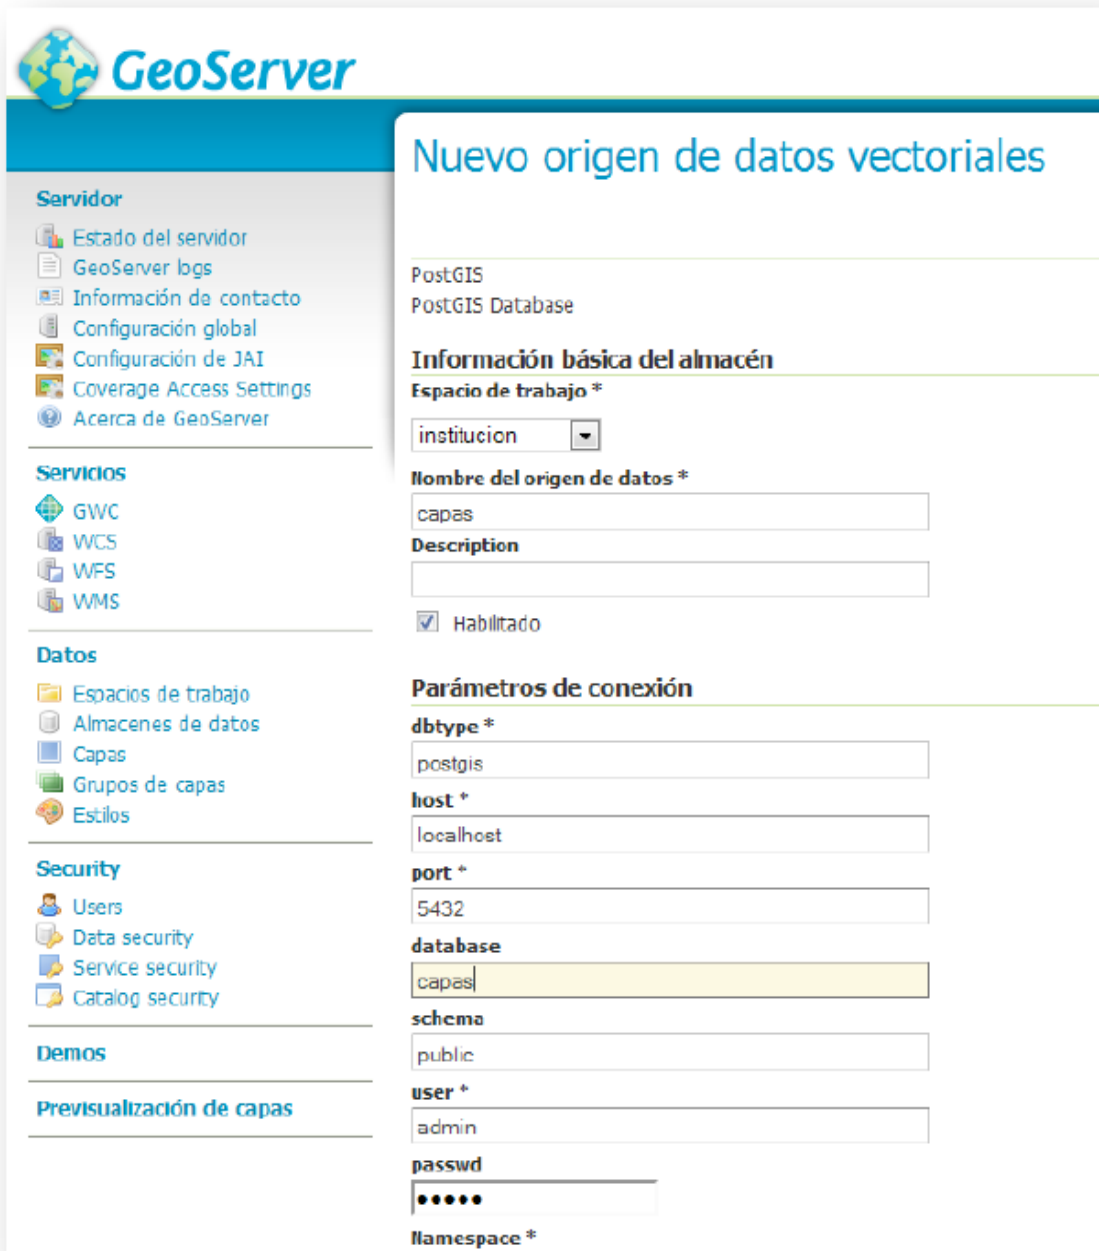 GeoServer
Nuevo origen de datos vectoriales
Servidor
Estado del servidor
GeoServer logs
Información de contacto
Configuración global
Configuración de JAI
Coverage Access Settings
Acerca de GeoServer
Servicios
GWC
WCS
WFS
WMS
Datos
Espacios de trabajo
Almacenes de datos
Capas
Grupos de capas
Estilos
Security
Users
Data security
Service security
Catalog security
Demos
Previsualización de capas
PostGIS
PostGIS Database
Información básica del almacén
Espacio de trabajo *
institucion
Nombre del origen de datos *
capas
Description
Habilitado
Parámetros de conexión
dbtype *
postgis
host *
localhost
port *
5432
database
capas
schema
public
user *
admin
passwd
•••••
Namespace *